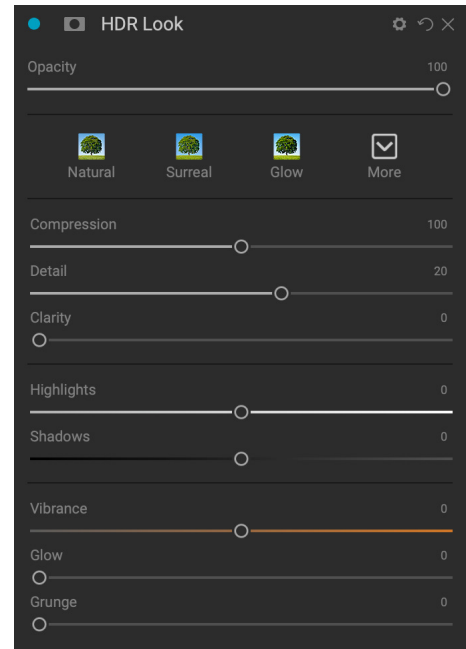 HDR Look
Opacity 100
Natural Surreal Glow More
Compression 100
Detail 20
Clarity 0
Highlights 0
Shadows 0
Vibrance 0
Glow 0
Grunge 0